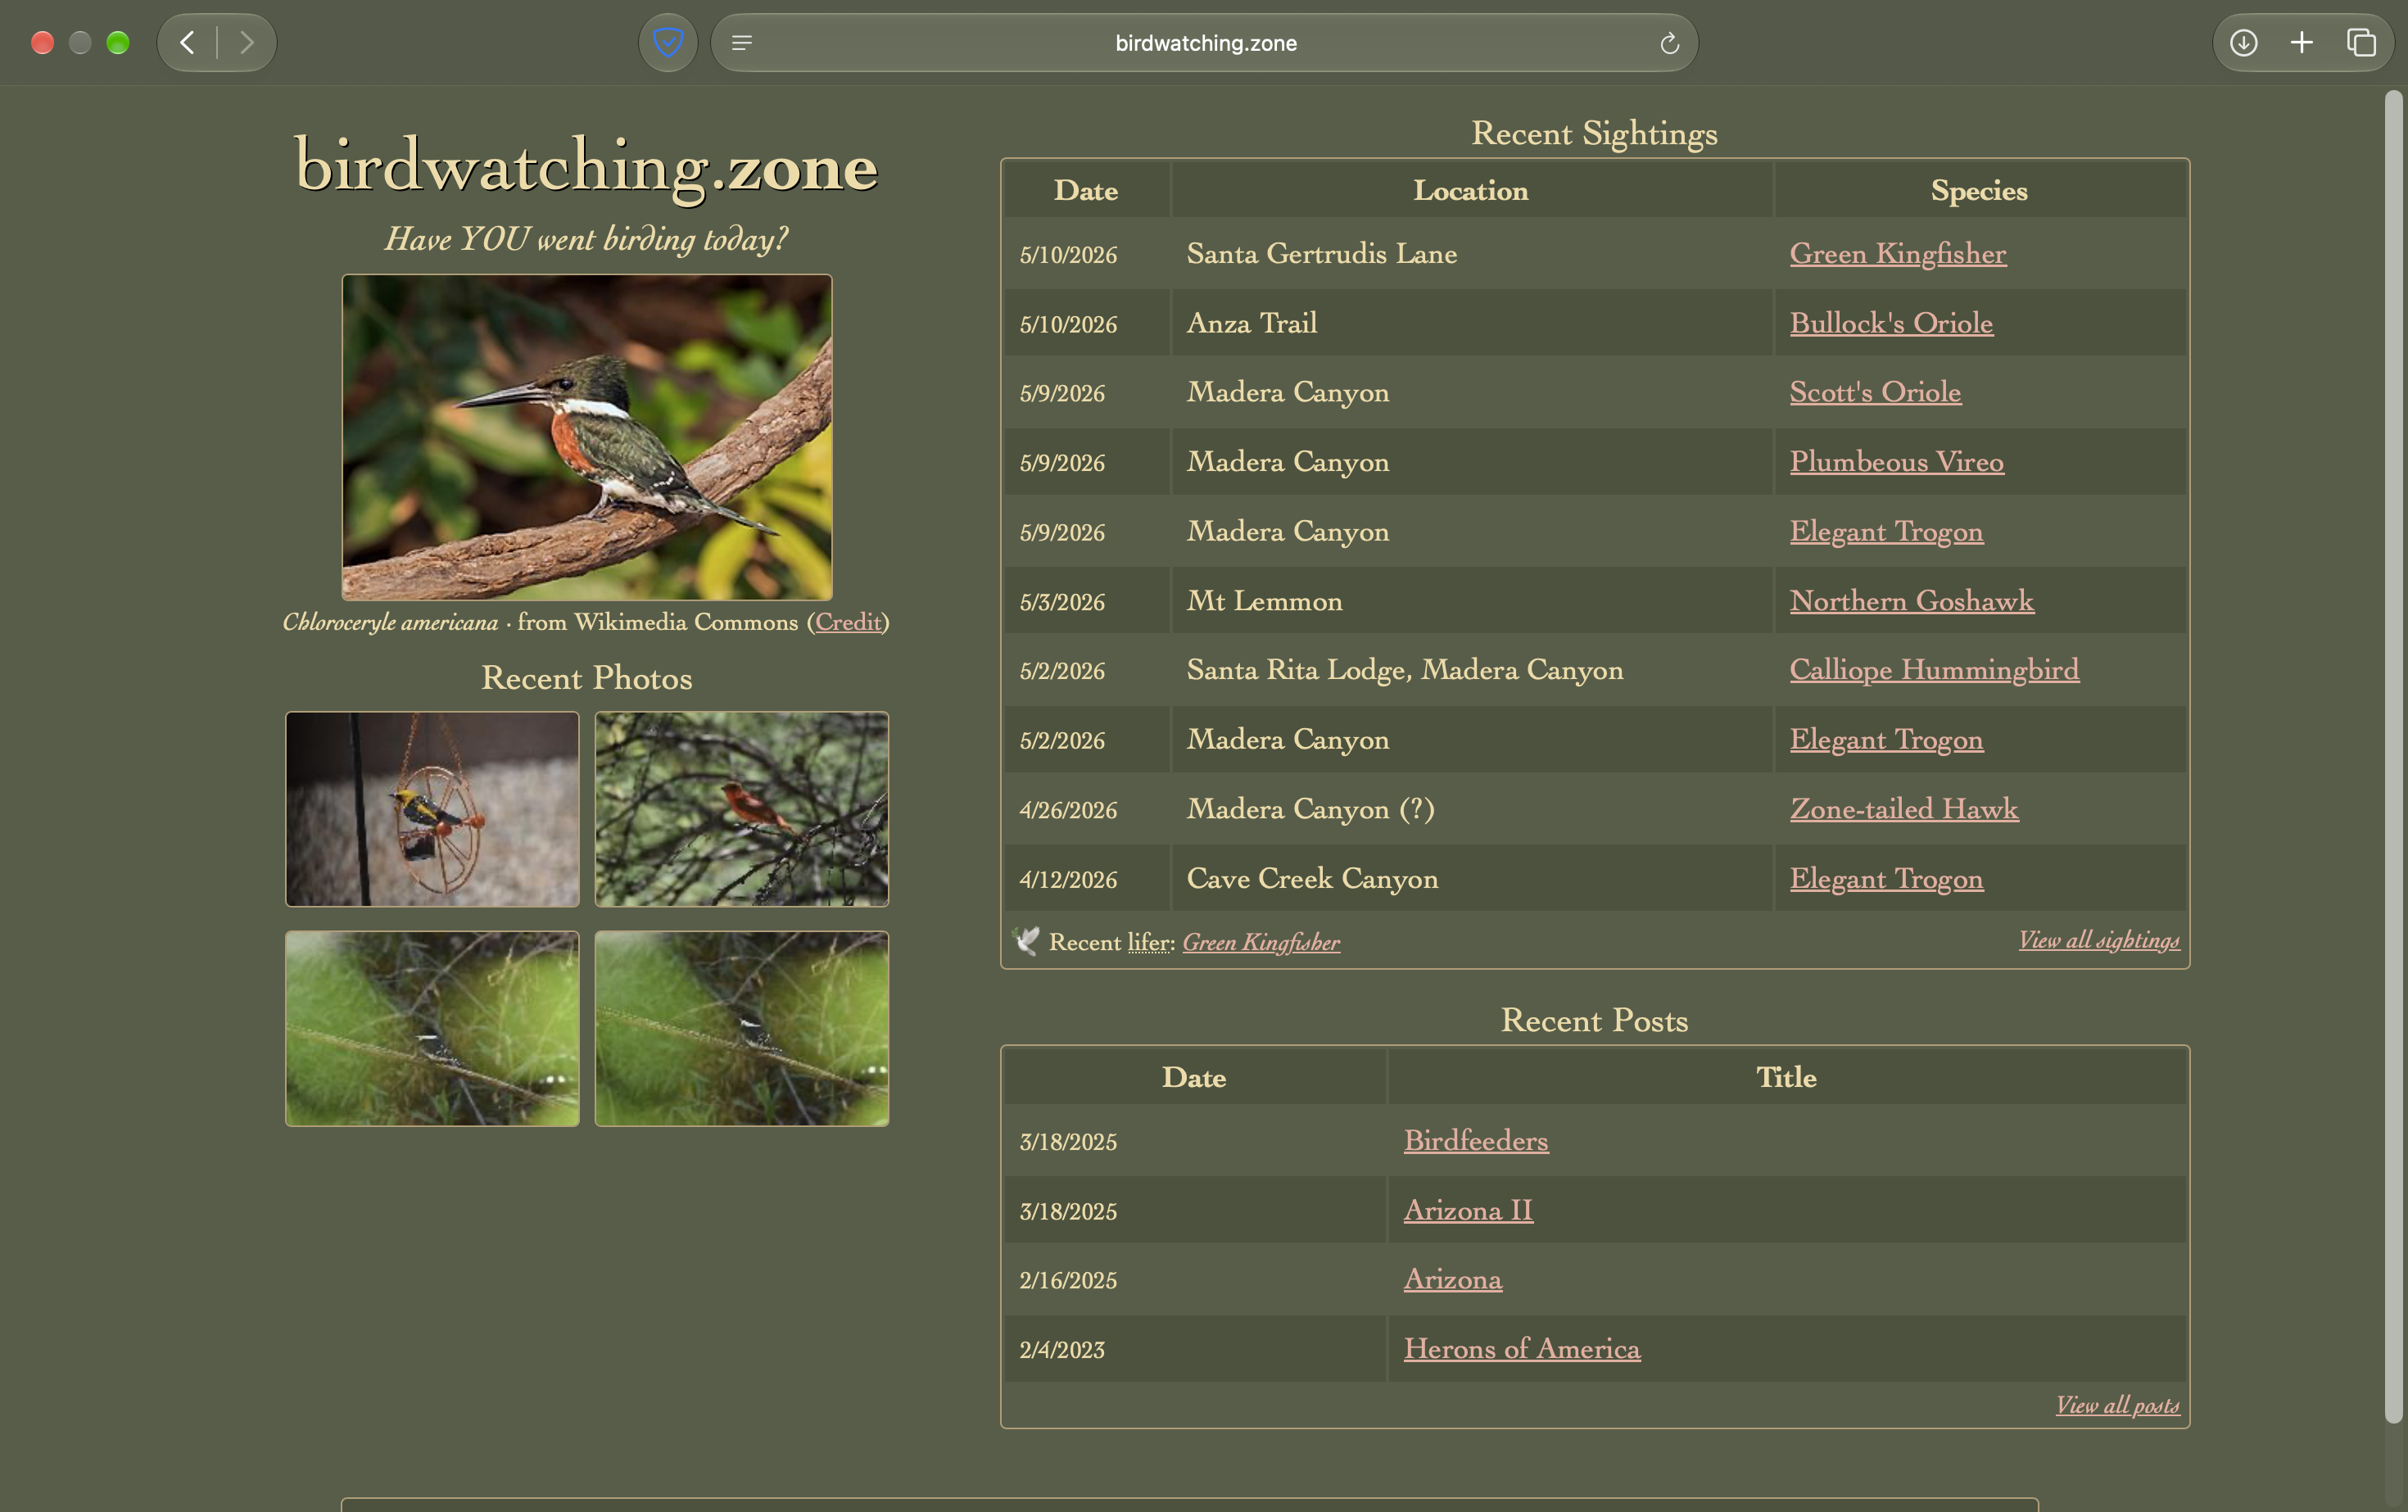 birdwatching.zone
birdwatching.zone
Have YOU went birding today?
Chloroceryle americana · from Wikimedia Commons (Credit)
Recent Photos
Recent Sightings
Date Location Species
5/10/2026 Santa Gertrudis Lane Green Kingfisher
5/10/2026 Anza Trail Bullock's Oriole
5/9/2026 Madera Canyon Scott's Oriole
5/9/2026 Madera Canyon Plumbeous Vireo
5/9/2026 Madera Canyon Elegant Trogon
5/3/2026 Mt Lemmon Northern Goshawk
5/2/2026 Santa Rita Lodge, Madera Canyon Calliope Hummingbird
5/2/2026 Madera Canyon Elegant Trogon
4/26/2026 Madera Canyon (?) Zone-tailed Hawk
4/12/2026 Cave Creek Canyon Elegant Trogon
🕊️ Recent lifer: Green Kingfisher View all sightings
Recent Posts
Date Title
3/18/2025 Birdfeeders
3/18/2025 Arizona II
2/16/2025 Arizona
2/4/2023 Herons of America
View all posts